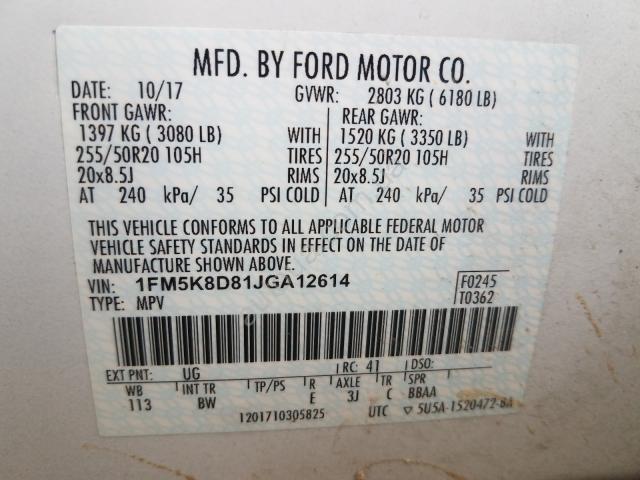 MFD. BY FORD MOTOR CO.
DATE: 10/17 GVWR: 2803 KG ( 6180 LB)
FRONT GAWR: REAR GAWR:
1397 KG ( 3080 LB) WITH 1520 KG ( 3350 LB) WITH
255/50R20 105H TIRES 255/50R20 105H TIRES
20x8.5J RIMS 20x8.5J RIMS
AT 240 kPa/ 35 PSI COLD AT 240 kPa/ 35 PSI COLD
THIS VEHICLE CONFORMS TO ALL APPLICABLE FEDERAL MOTOR
VEHICLE SAFETY STANDARDS IN EFFECT ON THE DATE OF
MANUFACTURE SHOWN ABOVE.
VIN: 1FM5K8D81JGA12614 F0245
TYPE: MPV T0362
EXT PNT: UG RC: 41 DSO:
WB INT TR TP/PS R AXLE TR SPR
113 BW E 3J C BBAA
1201710305825 UTC 5U5A-1520472-BA